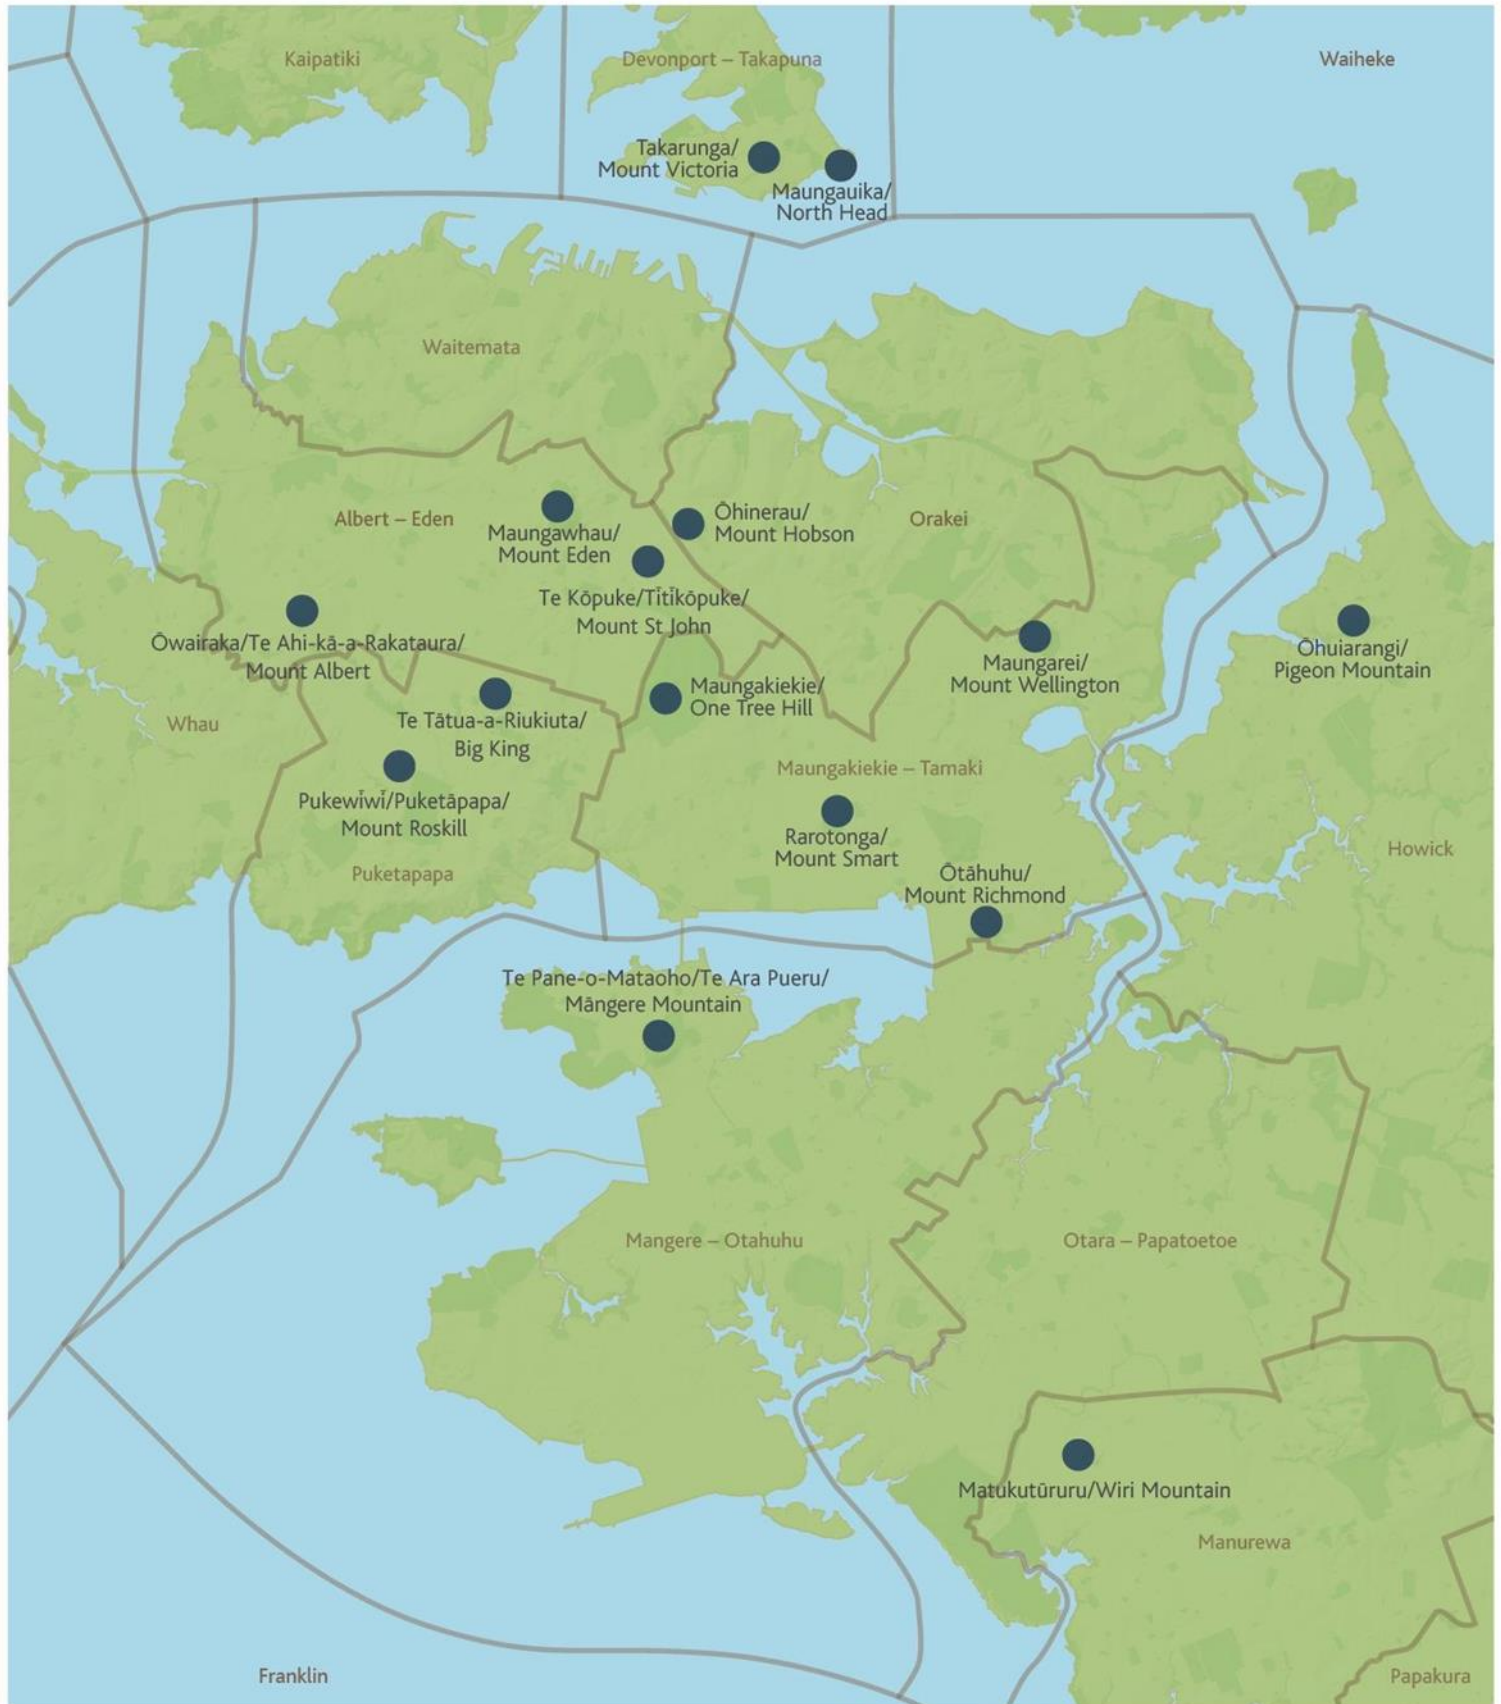 Kaipatiki
Devonport – Takapuna
Waiheke
Takarunga/
Mount Victoria
Maungauika/
North Head
Waitemata
Albert – Eden
Maungawhau/
Mount Eden
Ōhinerau/
Mount Hobson
Orakei
Te Kōpuke/Tītīkōpuke/
Mount St John
Ōwairaka/Te Ahi-kā-a-Rakataura/
Mount Albert
Maungarei/
Mount Wellington
Ōhuiarangi/
Pigeon Mountain
Whau
Te Tātua-a-Riukiuta/
Big King
Maungakiekie/
One Tree Hill
Maungakiekie – Tamaki
Pukewīwī/Puketāpapa/
Mount Roskill
Puketapapa
Rarotonga/
Mount Smart
Howick
Ōtāhuhu/
Mount Richmond
Te Pane-o-Mataoho/Te Ara Pueru/
Māngere Mountain
Mangere – Otahuhu
Otara – Papatoetoe
Matukutūruru/Wiri Mountain
Manurewa
Franklin
Papakura